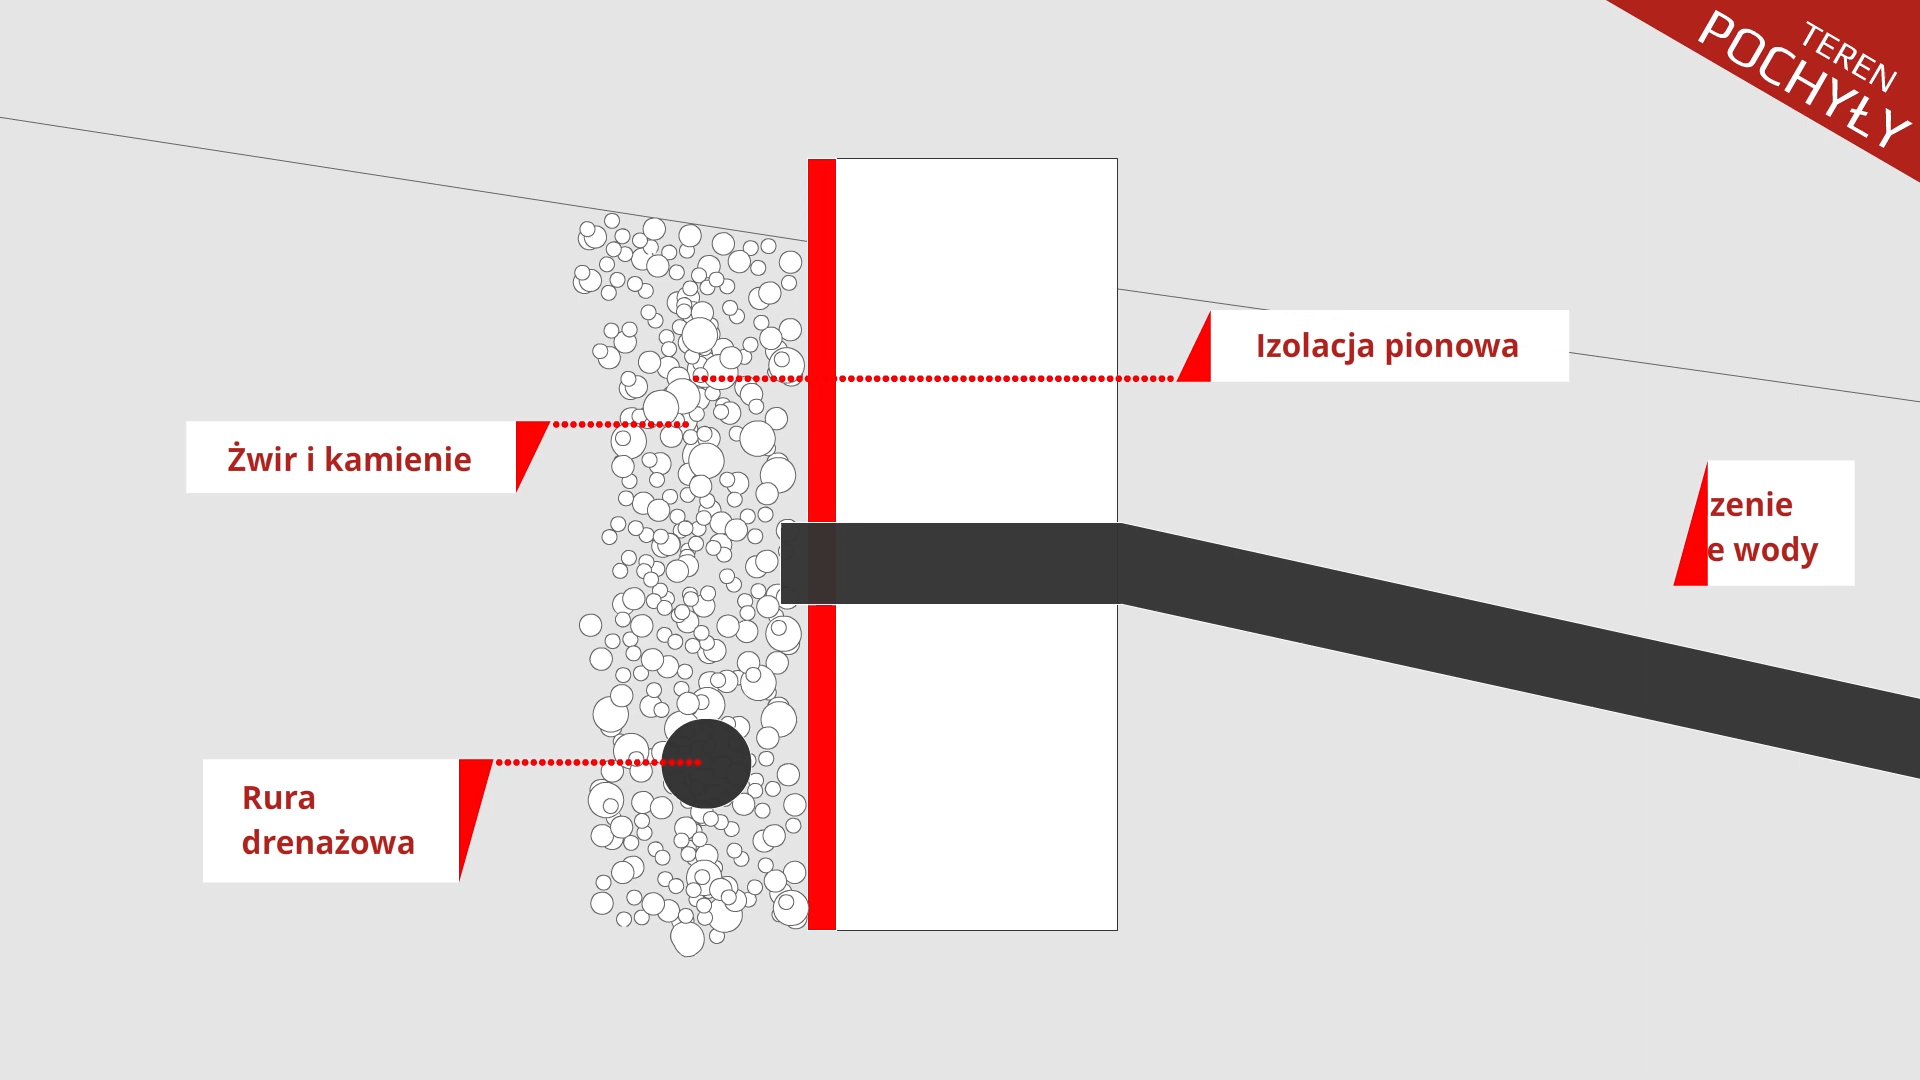 TEREN
POCHYŁY
Izolacja pionowa
Żwir i kamienie
zenie
e wody
Rura
drenażowa